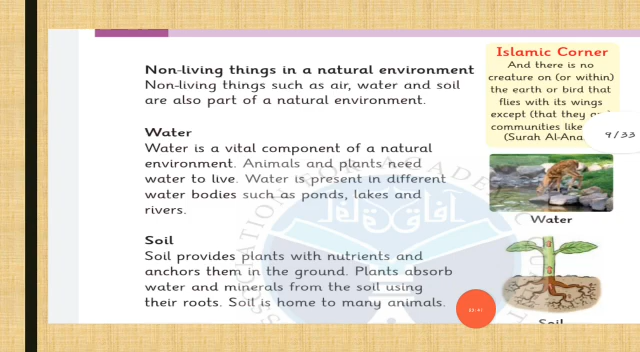 Non-living things in a natural environment
Non-living things such as air, water and soil
are also part of a natural environment.
Water
Water is a vital component of a natural
environment. Animals and plants need
water to live. Water is present in different
water bodies such as ponds, lakes and
rivers.
Soil
Soil provides plants with nutrients and
anchors them in the ground. Plants absorb
water and minerals from the soil using
their roots. Soil is home to many animals.
Islamic Corner
And there is no
creature on (or within)
the earth or bird that
flies with its wings
except (that they
communities like
(Surah Al-Ana
9/33
Water
Soil